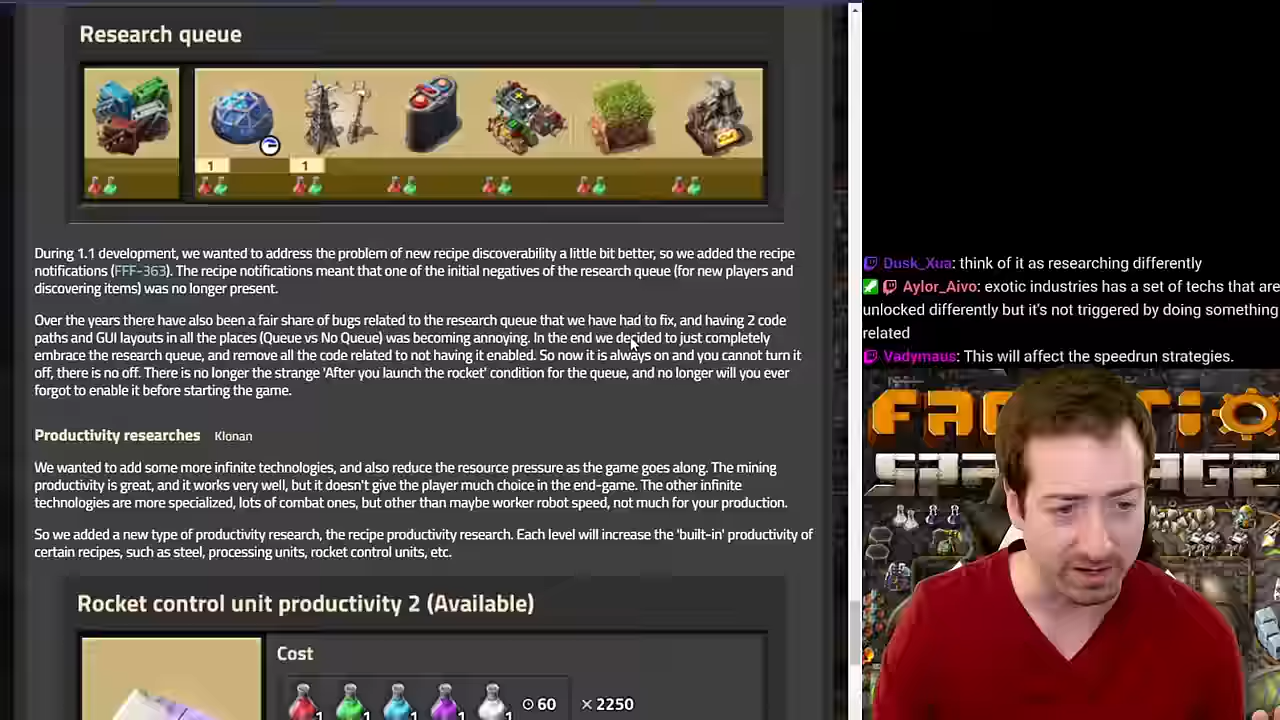 Research queue
1
1
During 1.1 development, we wanted to address the problem of new recipe discoverability a little bit better, so we added the recipe
notifications (FFF-363). The recipe notifications meant that one of the initial negatives of the research queue (for new players and
discovering items) was no longer present.
Over the years there have also been a fair share of bugs related to the research queue that we have had to fix, and having 2 code
paths and GUI layouts in all the places (Queue vs No Queue) was becoming annoying. In the end we decided to just completely
embrace the research queue, and remove all the code related to not having it enabled. So now it is always on and you cannot turn it
off, there is no off. There is no longer the strange 'After you launch the rocket' condition for the queue, and no longer will you ever
forgot to enable it before starting the game.
Productivity researches Klonan
We wanted to add some more infinite technologies, and also reduce the resource pressure as the game goes along. The mining
productivity is great, and it works very well, but it doesn't give the player much choice in the end-game. The other infinite
technologies are more specialized, lots of combat ones, but other than maybe worker robot speed, not much for your production.
So we added a new type of productivity research, the recipe productivity research. Each level will increase the 'built-in' productivity of
certain recipes, such as steel, processing units, rocket control units, etc.
Rocket control unit productivity 2 (Available)
Cost
1 1 1 1 1 60 × 2250
Dusk_Xua: think of it as researching differently
Aylor_Aivo: exotic industries has a set of techs that are
unlocked differently but it's not triggered by doing something
related
Vadymaus: This will affect the speedrun strategies.